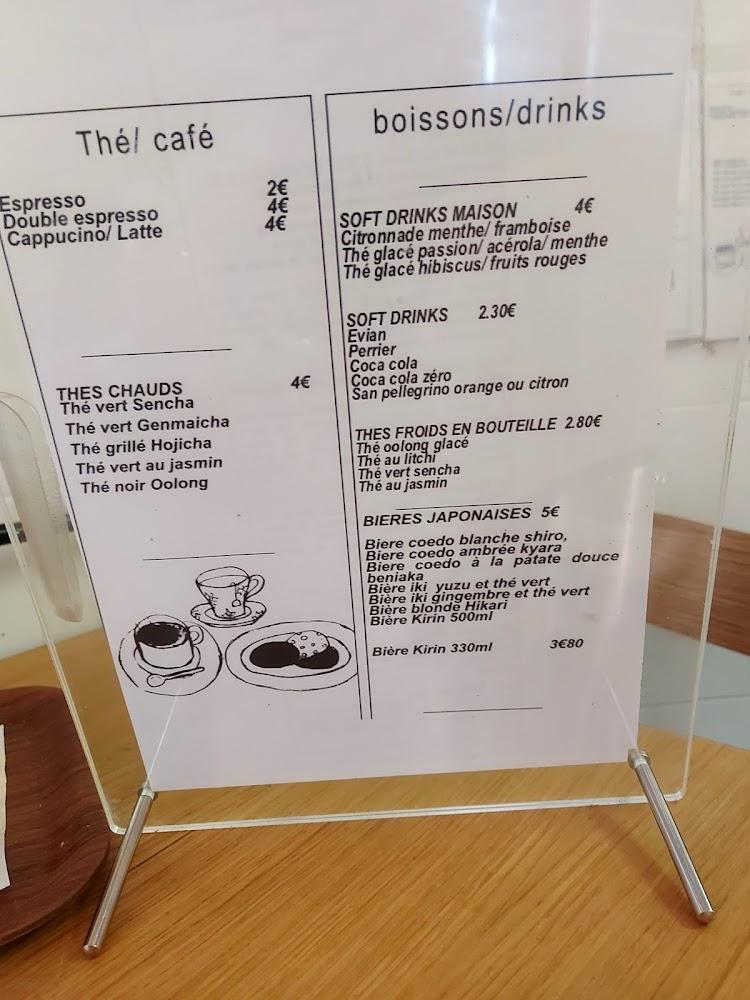 Thé/ café
Espresso 2€
Double espresso 4€
Cappucino/ Latte 4€
THES CHAUDS 4€
Thé vert Sencha
Thé vert Genmaicha
Thé grillé Hojicha
Thé vert au jasmin
Thé noir Oolong
boissons/drinks
SOFT DRINKS MAISON 4€
Citronnade menthe/ framboise
Thé glacé passion/ acérola/ menthe
Thé glacé hibiscus/ fruits rouges
SOFT DRINKS 2.30€
Evian
Perrier
Coca cola
Coca cola zéro
San pellegrino orange ou citron
THES FROIDS EN BOUTEILLE 2.80€
Thé oolong glacé
Thé au litchi
Thé vert sencha
Thé au jasmin
BIERES JAPONAISES 5€
Biere coedo blanche shiro,
Biere coedo ambrée kyara
Biere coedo à la patate douce
beniaka
Bière iki yuzu et thé vert
Bière iki gingembre et thé vert
Bière blonde Hikari
Bière Kirin 500ml
Bière Kirin 330ml 3€80